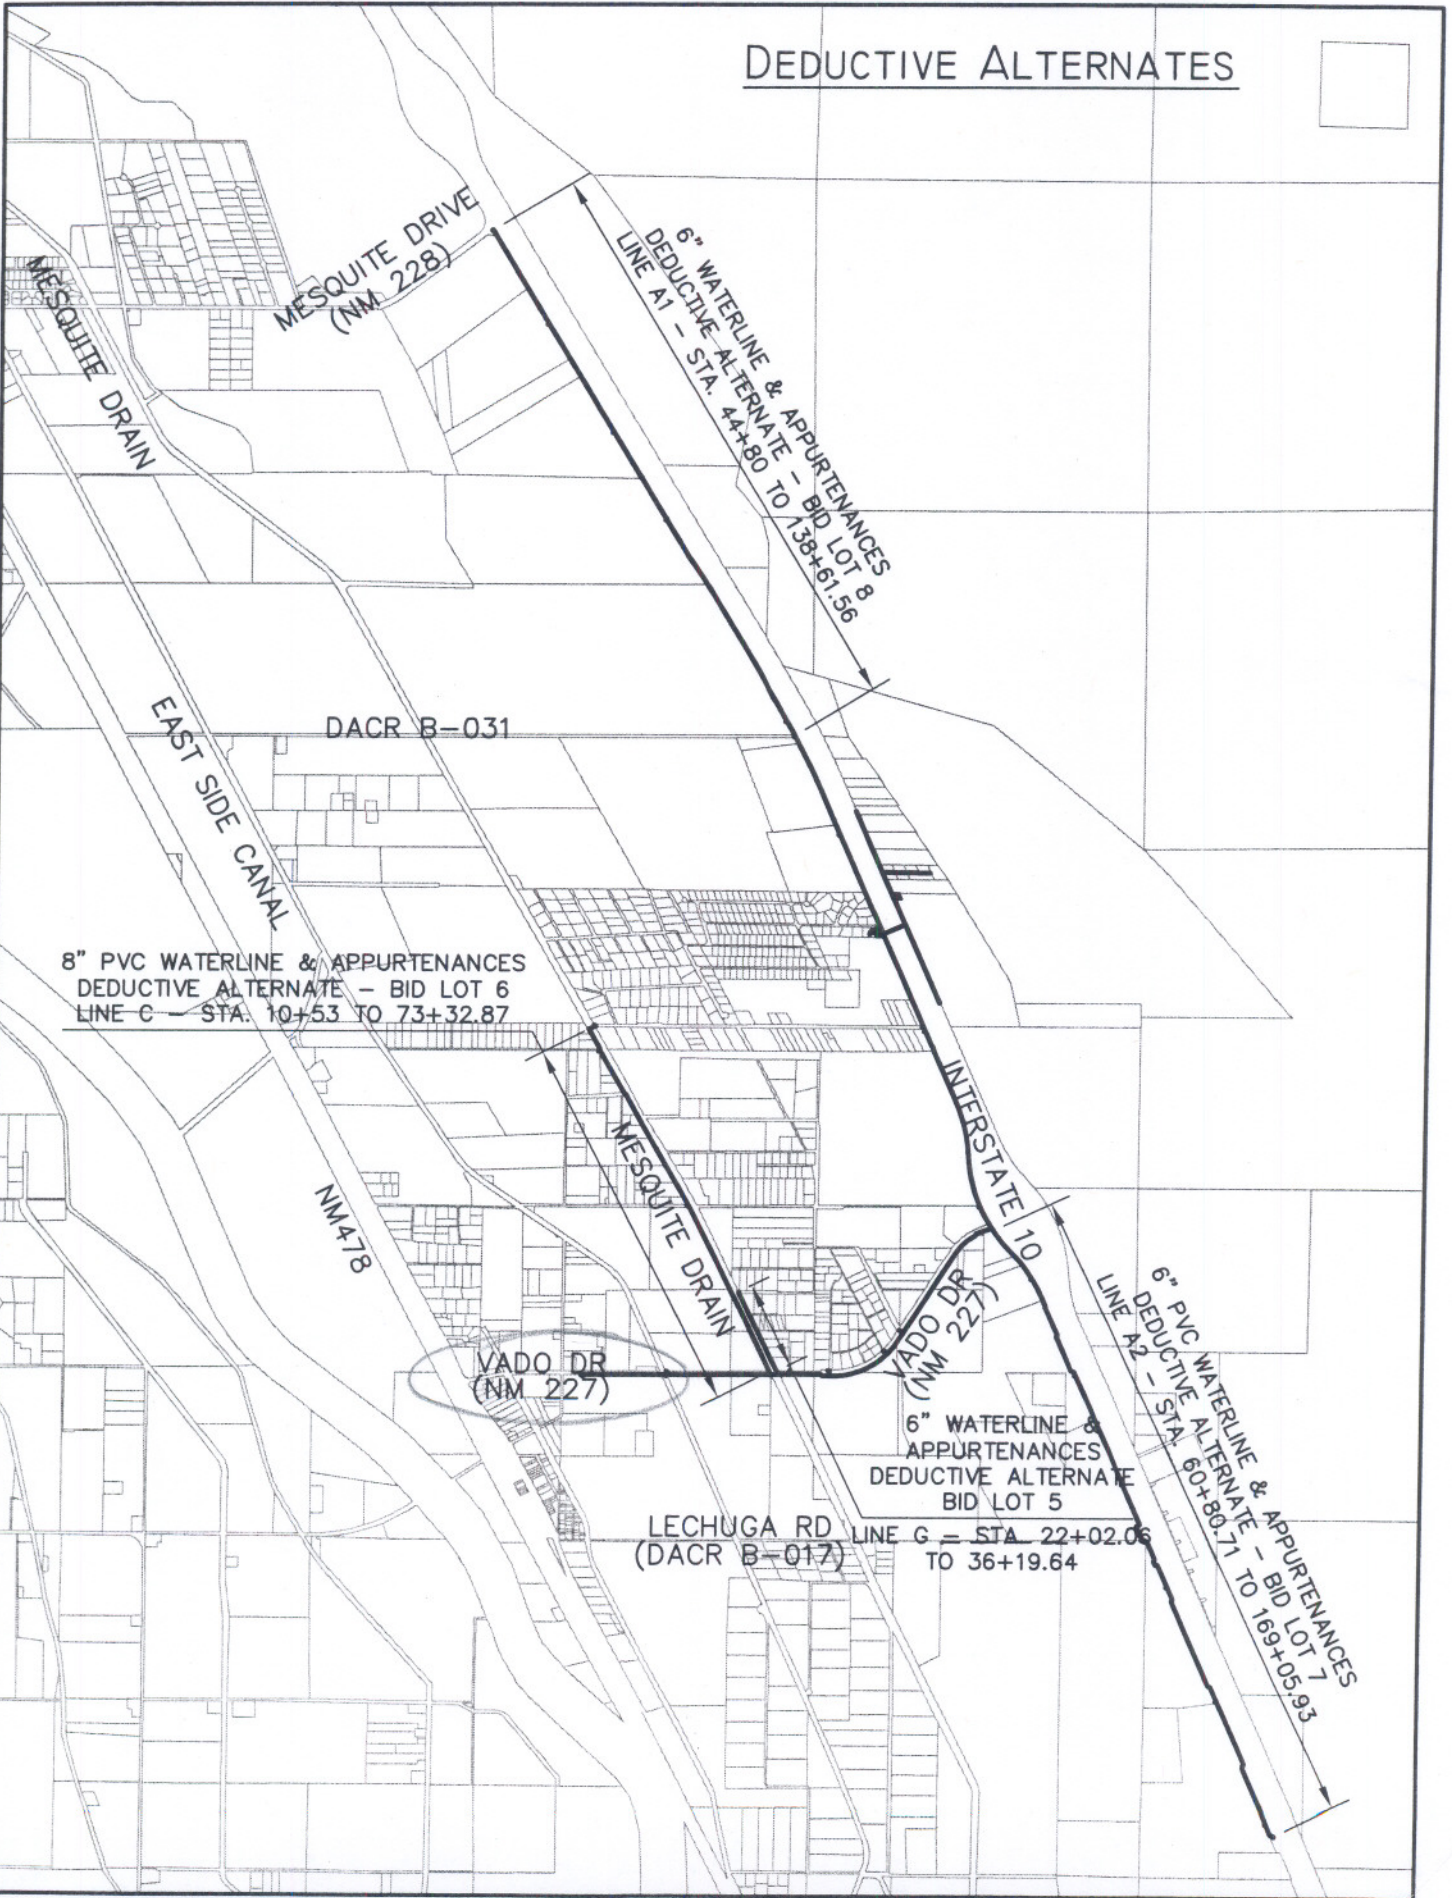 DEDUCTIVE ALTERNATES
MESQUITE DRIVE
(NM 228)
6" WATERLINE & APPURTENANCES
DEDUCTIVE ALTERNATE - BID LOT 8
LINE A1 - STA. 44+80 TO 138+61.56
MESQUITE DRAIN
EAST SIDE CANAL
DACR B-031
8" PVC WATERLINE & APPURTENANCES
DEDUCTIVE ALTERNATE - BID LOT 6
LINE C - STA. 10+53 TO 73+32.87
INTERSTATE 10
MESQUITE DRAIN
NM478
VADO DR
(NM 227)
VADO DR
(NM 227)
6" PVC WATERLINE & APPURTENANCES
DEDUCTIVE ALTERNATE - BID LOT 7
LINE A2 - STA. 60+80.71 TO 169+05.93
6" WATERLINE &
APPURTENANCES
DEDUCTIVE ALTERNATE
BID LOT 5
LINE G - STA. 22+02.06
TO 36+19.64
LECHUGA RD
(DACR B-017)